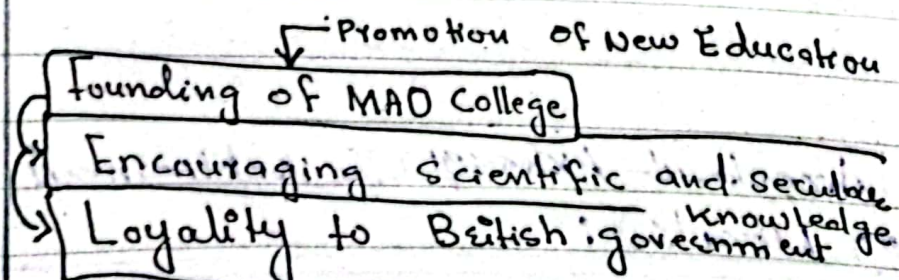 Promotion of New Education
Founding of MAO College
Encouraging Scientific and secular
knowledge
Loyality to British government